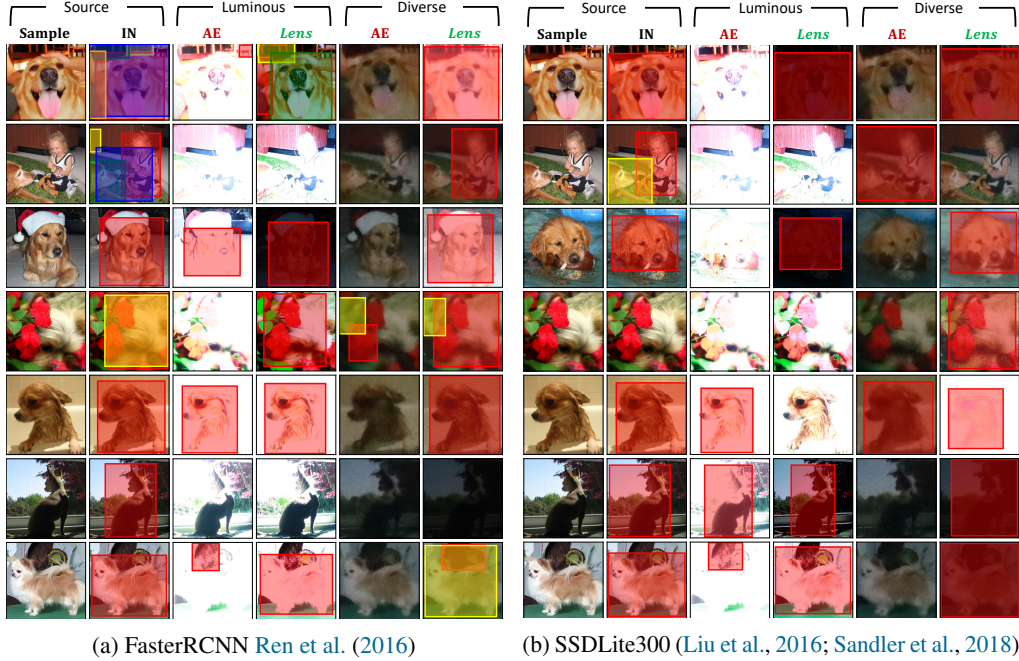 Source Luminous Diverse Source Luminous Diverse
Sample IN AE Lens AE Lens Sample IN AE Lens AE Lens
(a) FasterRCNN Ren et al. (2016) (b) SSDLite300 (Liu et al., 2016; Sandler et al., 2018)